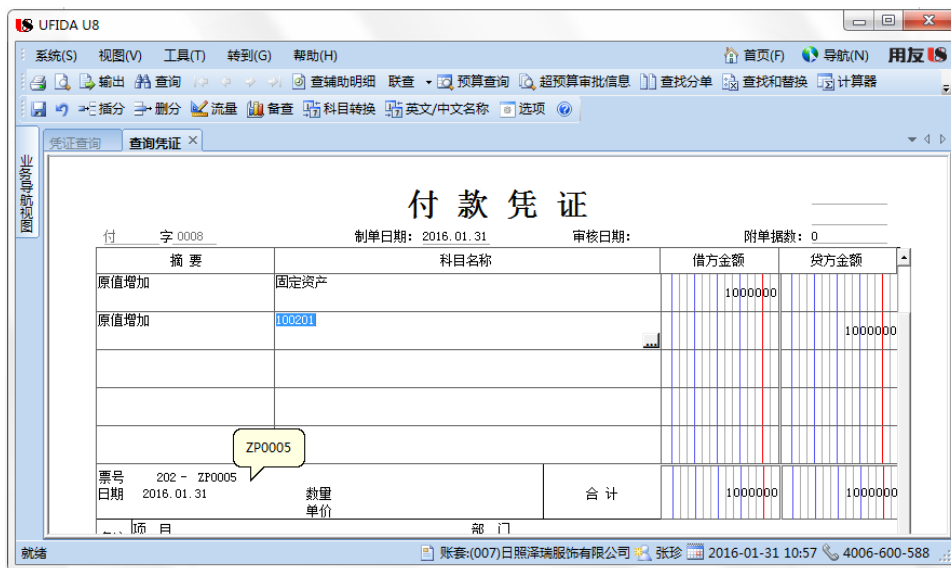 UFIDA U8
系统(S) 视图(V) 工具(T) 转到(G) 帮助(H) 首页(F) 导航(N) 用友
输出 查询 查辅助明细 联查 预算查询 超预算审批信息 查找分单 查找和替换 计算器
插分 删分 流量 备查 科目转换 英文/中文名称 选项
凭证查询 查询凭证
业务导航视图
付 款 凭 证
付 字 0008 制单日期: 2016.01.31 审核日期: 附单据数: 0
摘 要 科目名称 借方金额 贷方金额
原值增加 固定资产 1000000
原值增加 100201 ... 1000000
ZP0005
票号 202 - ZP0005
日期 2016.01.31 数量 合 计 1000000 1000000
单价
项 目 部 门
就绪 账套:(007)日照泽瑞服饰有限公司 张珍 2016-01-31 10:57 4006-600-588